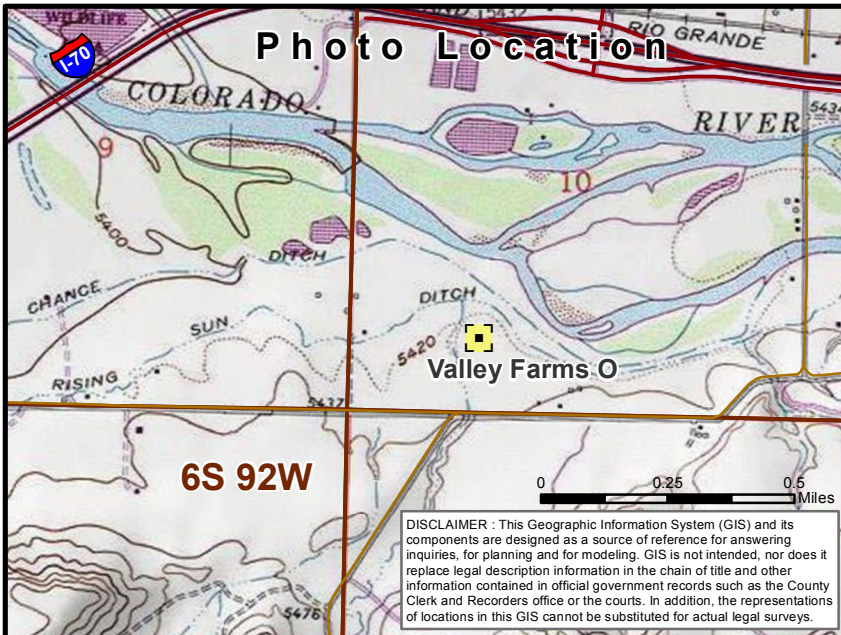 Photo Location
WILDLIFE
I-70
5437
RIO GRANDE
COLORADO
RIVER
543
9
10
5400
DITCH
CHANCE
DITCH
SUN
5420
Valley Farms O
RISING
5437
6S 92W
0 0.25 0.5
Miles
DISCLAIMER : This Geographic Information System (GIS) and its
components are designed as a source of reference for answering
inquiries, for planning and for modeling. GIS is not intended, nor does it
replace legal description information in the chain of title and other
information contained in official government records such as the County
Clerk and Recorders office or the courts. In addition, the representations
of locations in this GIS cannot be substituted for actual legal surveys.
5476